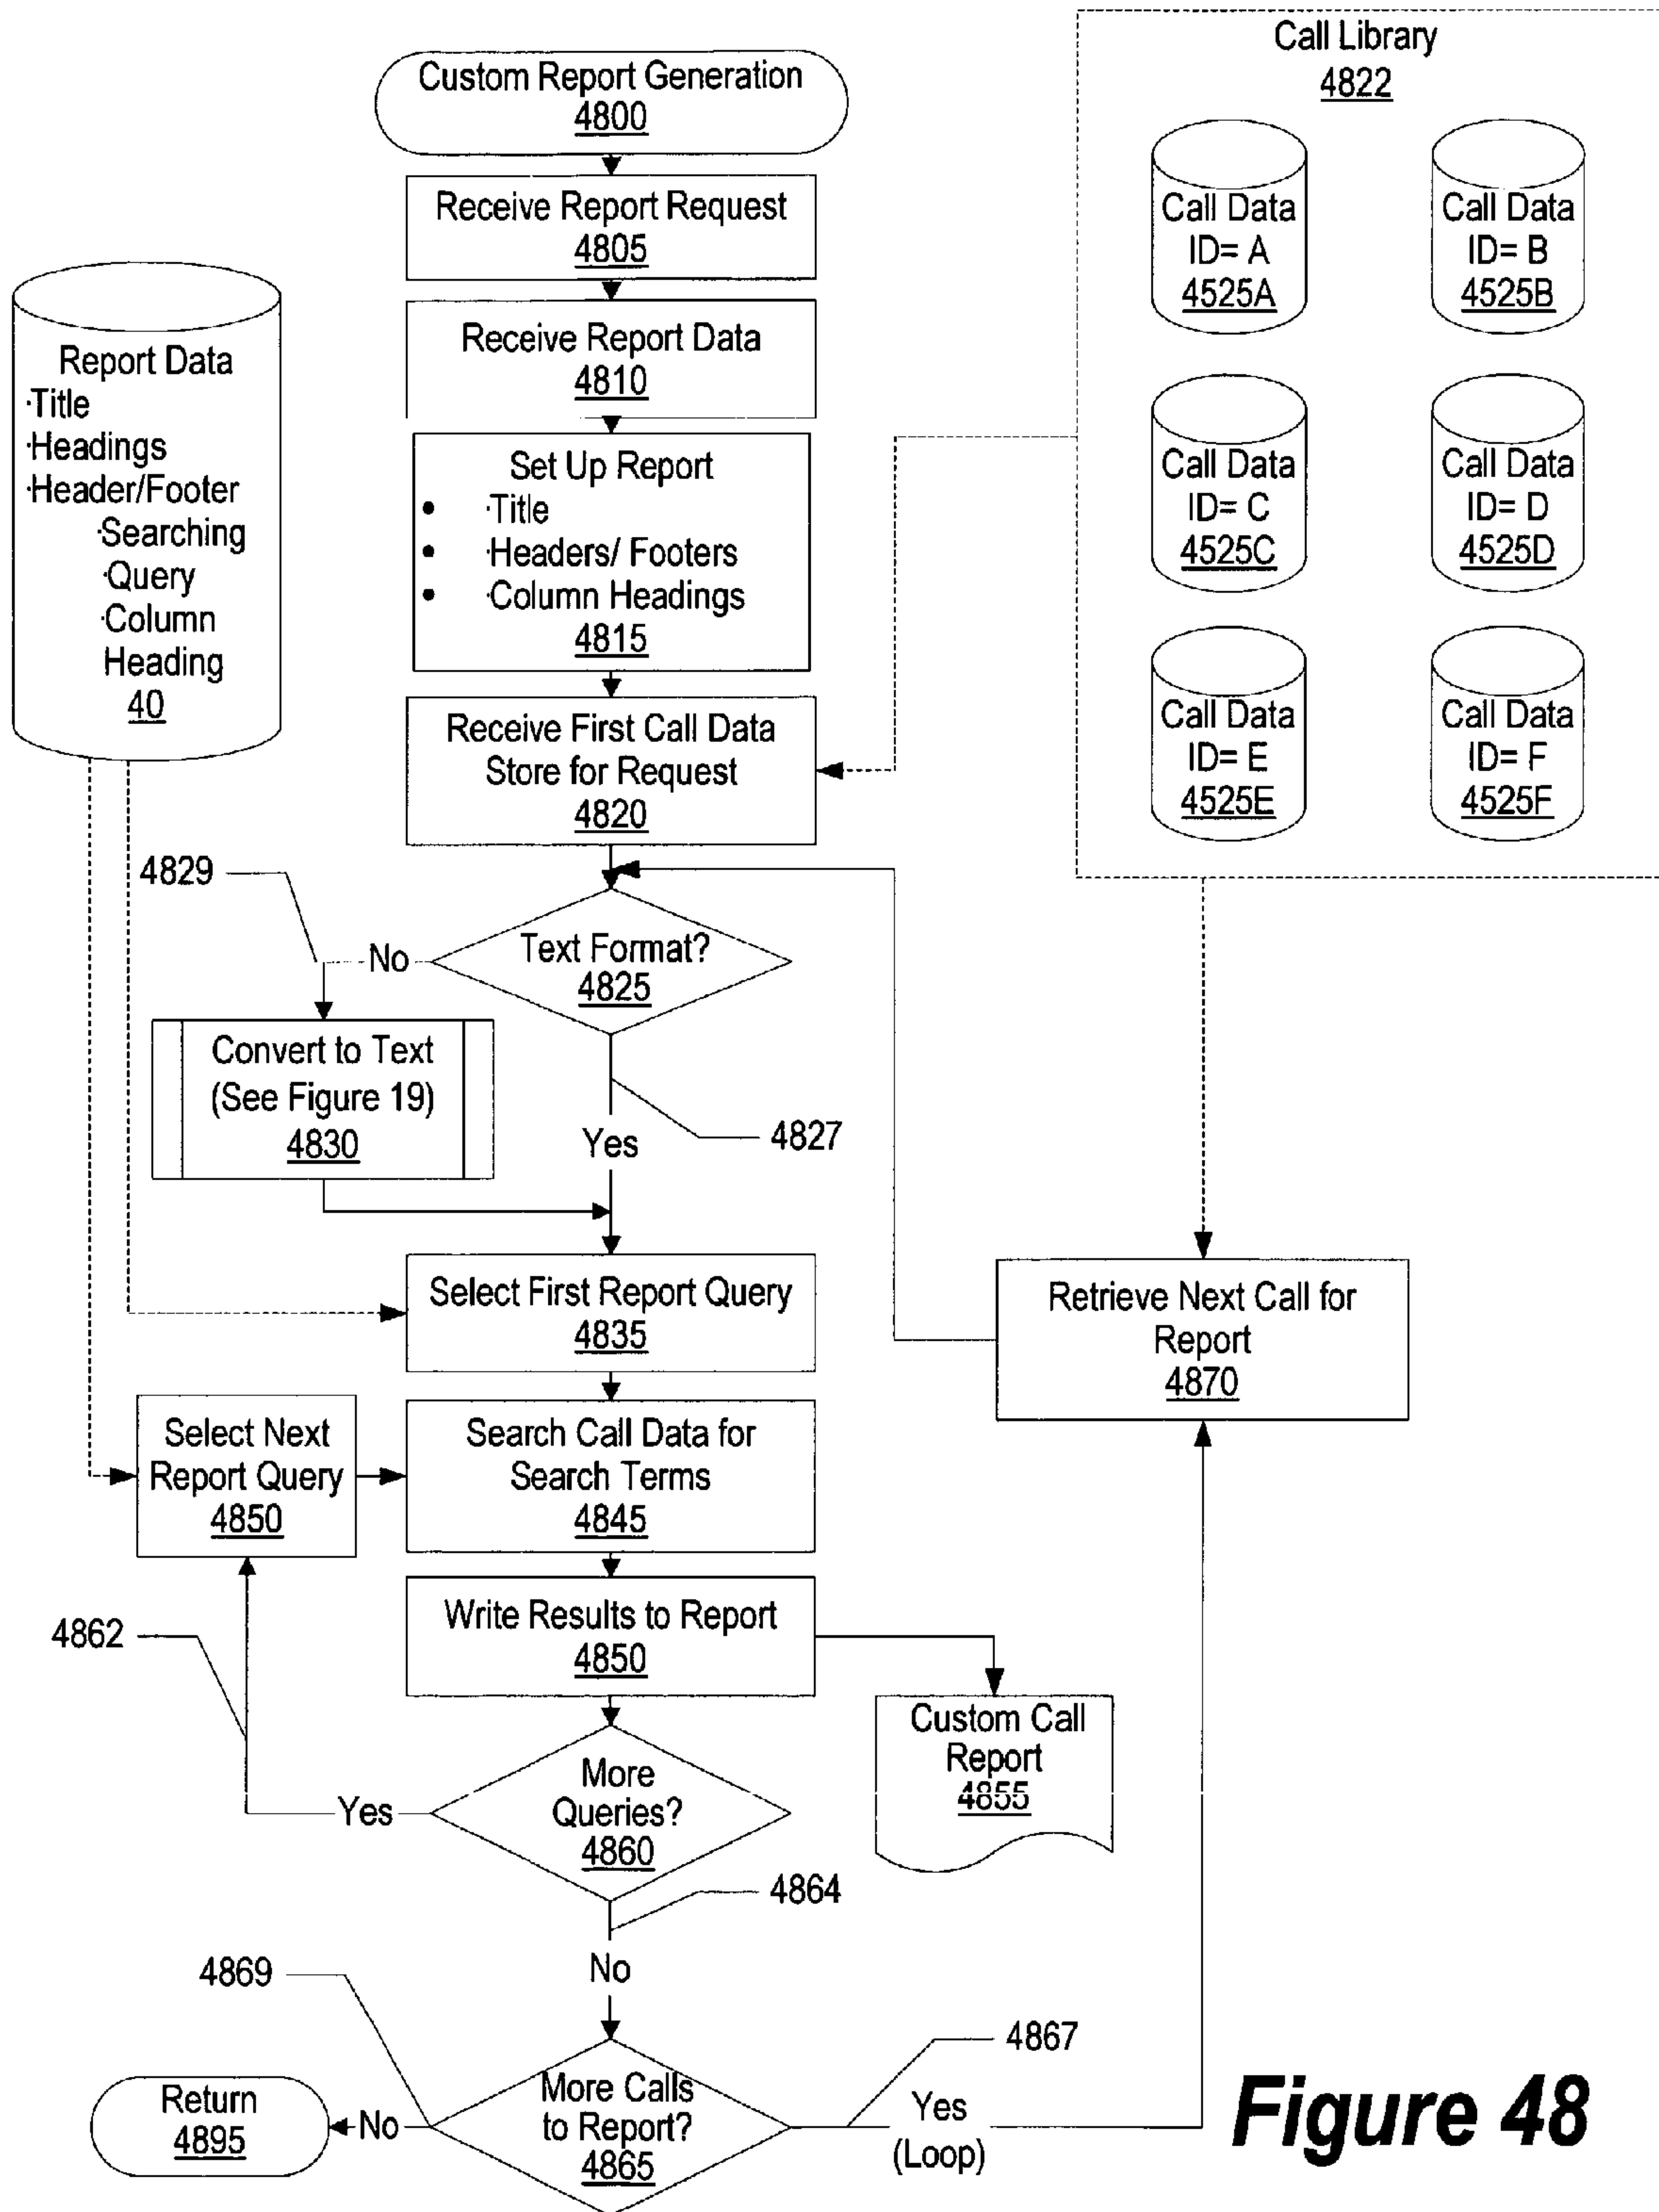 Custom Report Generation
4800
Receive Report Request
4805
Receive Report Data
4810
Set Up Report
• ·Title
• ·Headers/ Footers
• ·Column Headings
4815
Receive First Call Data
Store for Request
4820
Report Data
·Title
·Headings
·Header/Footer
·Searching
·Query
·Column
Heading
40
Call Library
4822
Call Data
ID= A
4525A
Call Data
ID= B
4525B
Call Data
ID= C
4525C
Call Data
ID= D
4525D
Call Data
ID= E
4525E
Call Data
ID= F
4525F
4829
No
Text Format?
4825
Convert to Text
(See Figure 19)
4830
Yes
4827
Select First Report Query
4835
Retrieve Next Call for
Report
4870
Select Next
Report Query
4850
Search Call Data for
Search Terms
4845
Write Results to Report
4850
4862
Custom Call
Report
4855
Yes
More
Queries?
4860
4864
No
4869
4867
Return
4895
No
More Calls
to Report?
4865
Yes
(Loop)
Figure 48